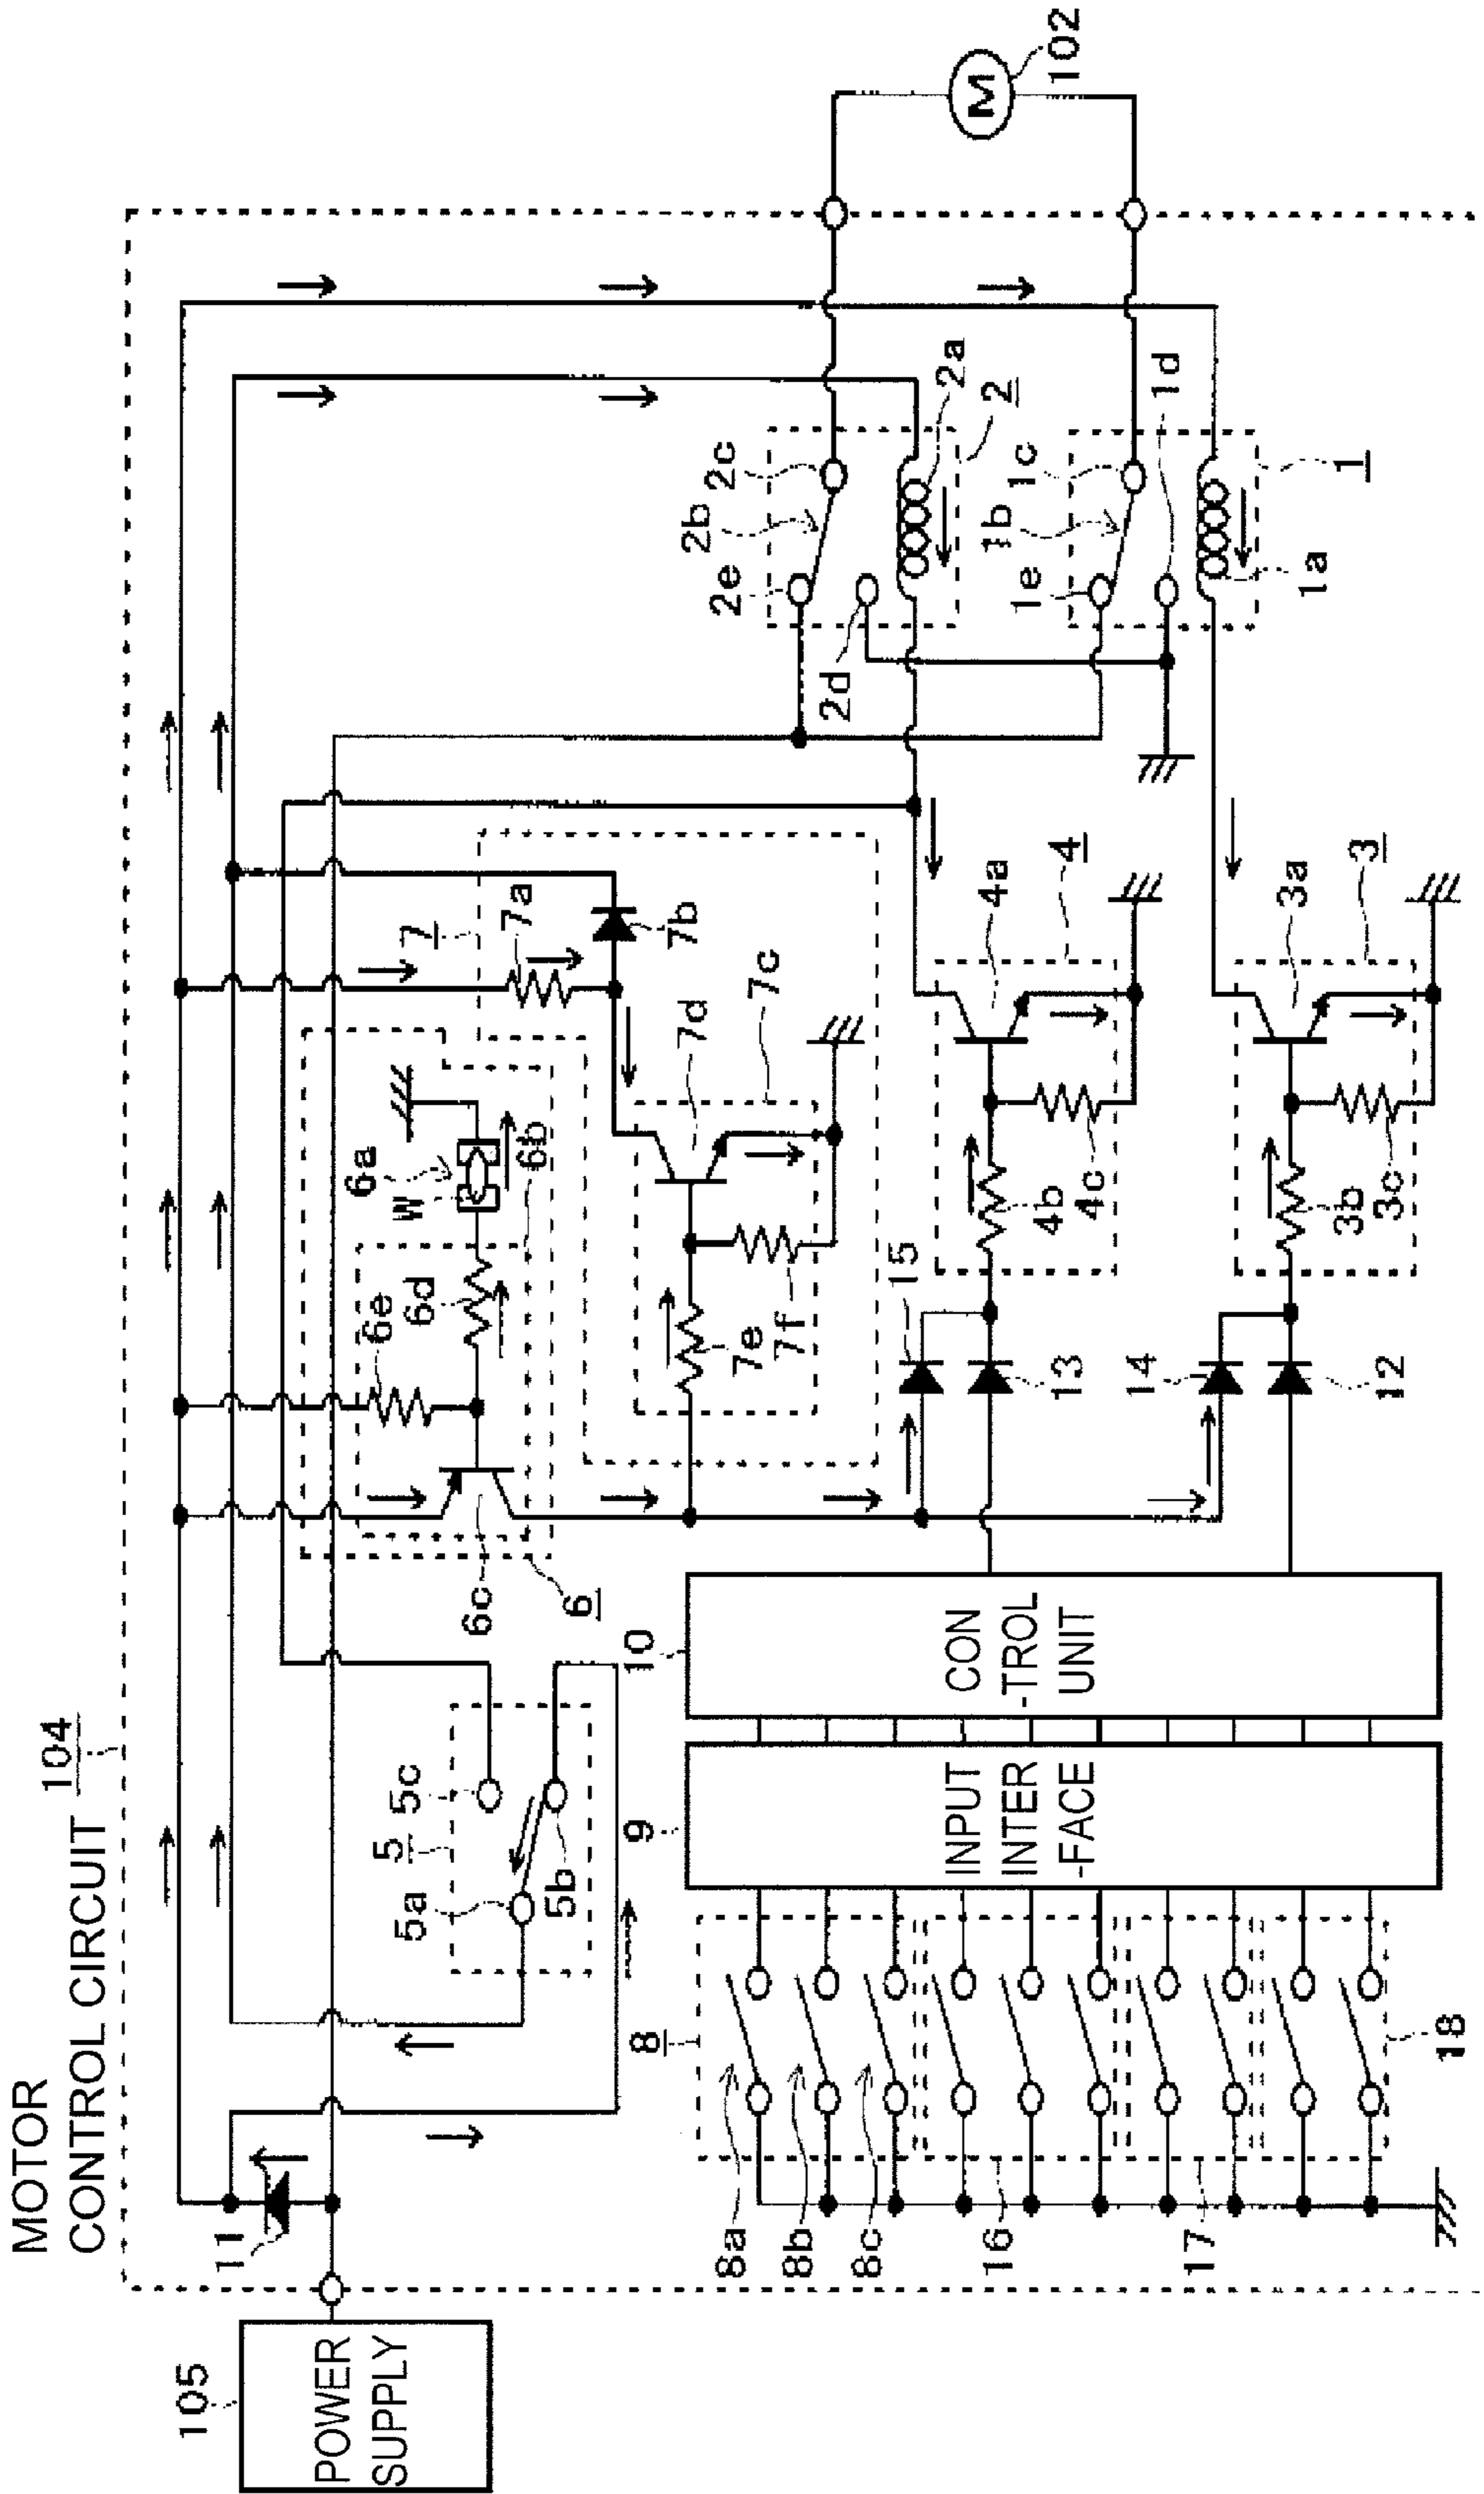 MOTOR
CONTROL CIRCUIT 104
105
POWER
SUPPLY
11
5
5a
5b
5c
6
6a
W
6b
6c
6d
6e
7
7a
7b
7c
7d
7e
7f
8
8a
8b
8c
16
17
18
9
INPUT
INTER
-FACE
10
CON
-TROL
UNIT
15
13
14
12
4
4a
4b
4c
3
3a
3b
3c
2
2a
2b
2c
2d
2e
1
1a
1b
1c
1d
1e
M
102